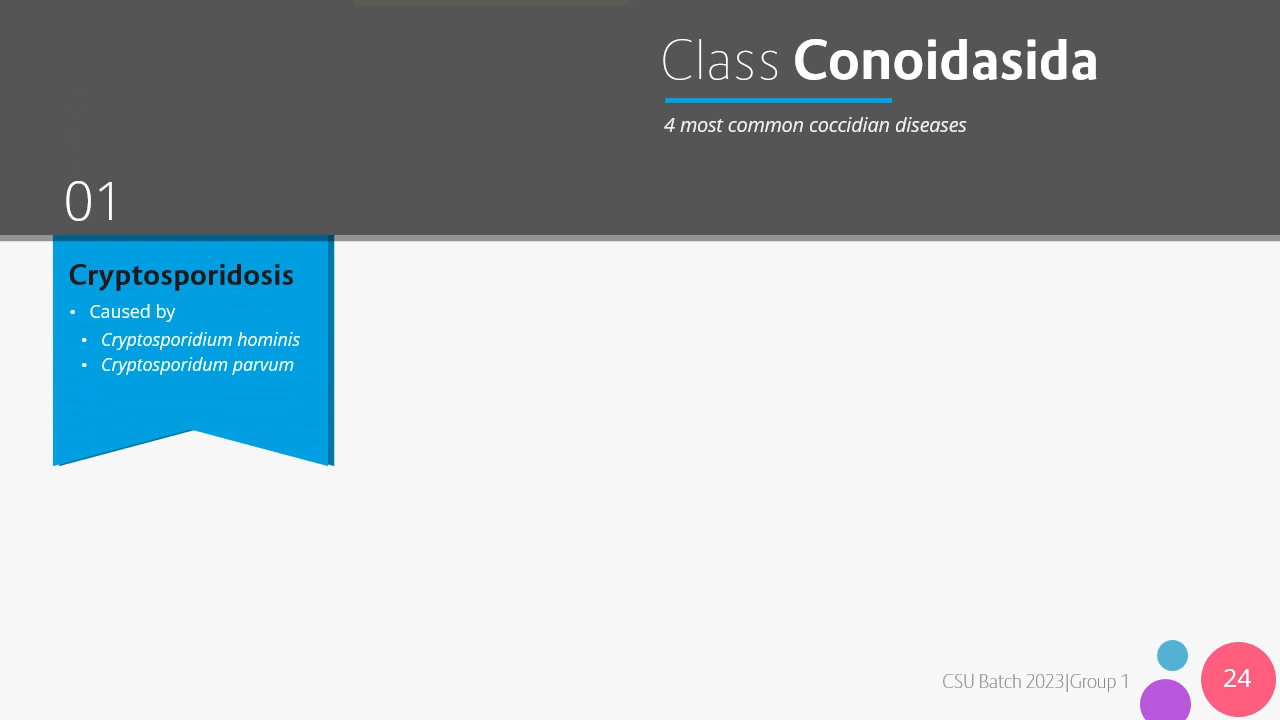 Class Conoidasida
4 most common coccidian diseases
01
Cryptosporidosis
• Caused by
• Cryptosporidium hominis
• Cryptosporidum parvum
CSU Batch 2023|Group 1
24